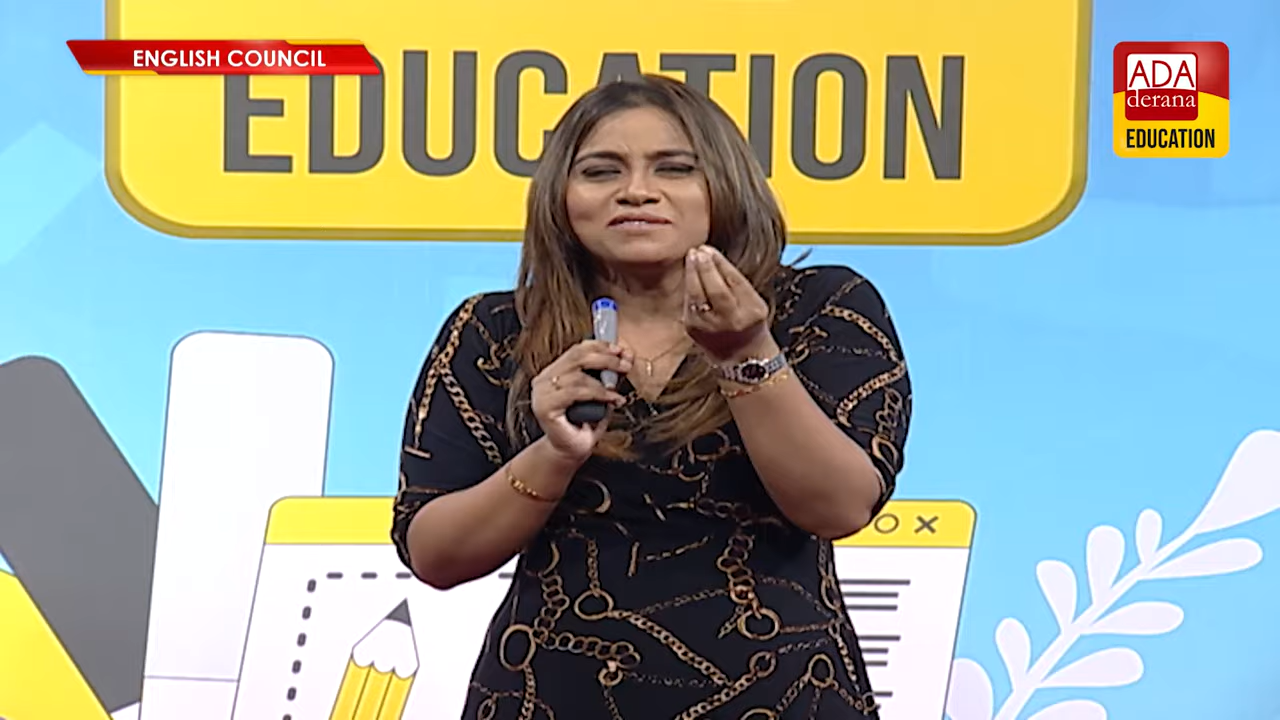 ENGLISH COUNCIL
EDUCATION
ADA
derana
EDUCATION